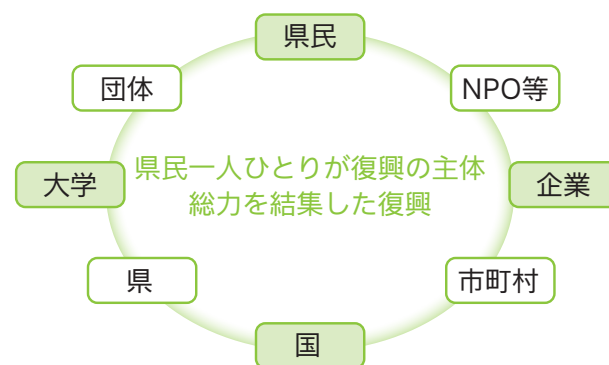 県民
団体
NPO等
県民一人ひとりが復興の主体
総力を結集した復興
大学
企業
県
市町村
国